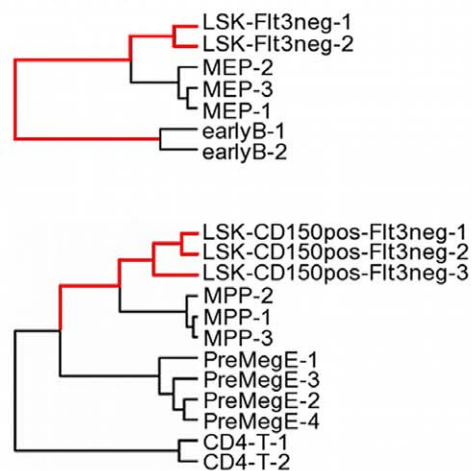 LSK-Flt3neg-1
LSK-Flt3neg-2
MEP-2
MEP-3
MEP-1
earlyB-1
earlyB-2
LSK-CD150pos-Flt3neg-1
LSK-CD150pos-Flt3neg-2
LSK-CD150pos-Flt3neg-3
MPP-2
MPP-1
MPP-3
PreMegE-1
PreMegE-3
PreMegE-2
PreMegE-4
CD4-T-1
CD4-T-2